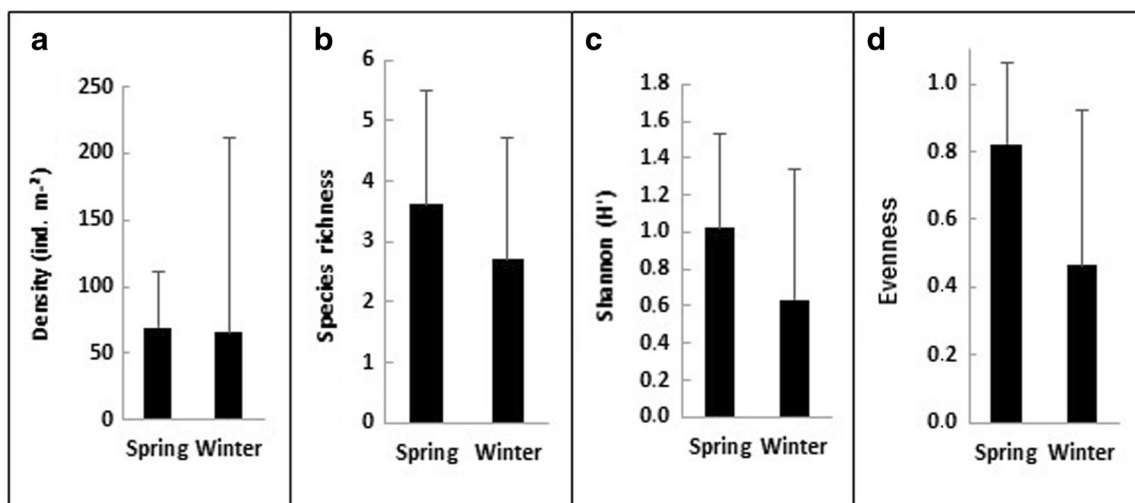 a
Density (ind. m-²)
250
200
150
100
50
0
Spring Winter
b
Species richness
6
5
4
3
2
1
0
Spring Winter
c
Shannon (H')
1.8
1.6
1.4
1.2
1.0
0.8
0.6
0.4
0.2
0.0
Spring Winter
d
Evenness
1.0
0.8
0.6
0.4
0.2
0.0
Spring Winter